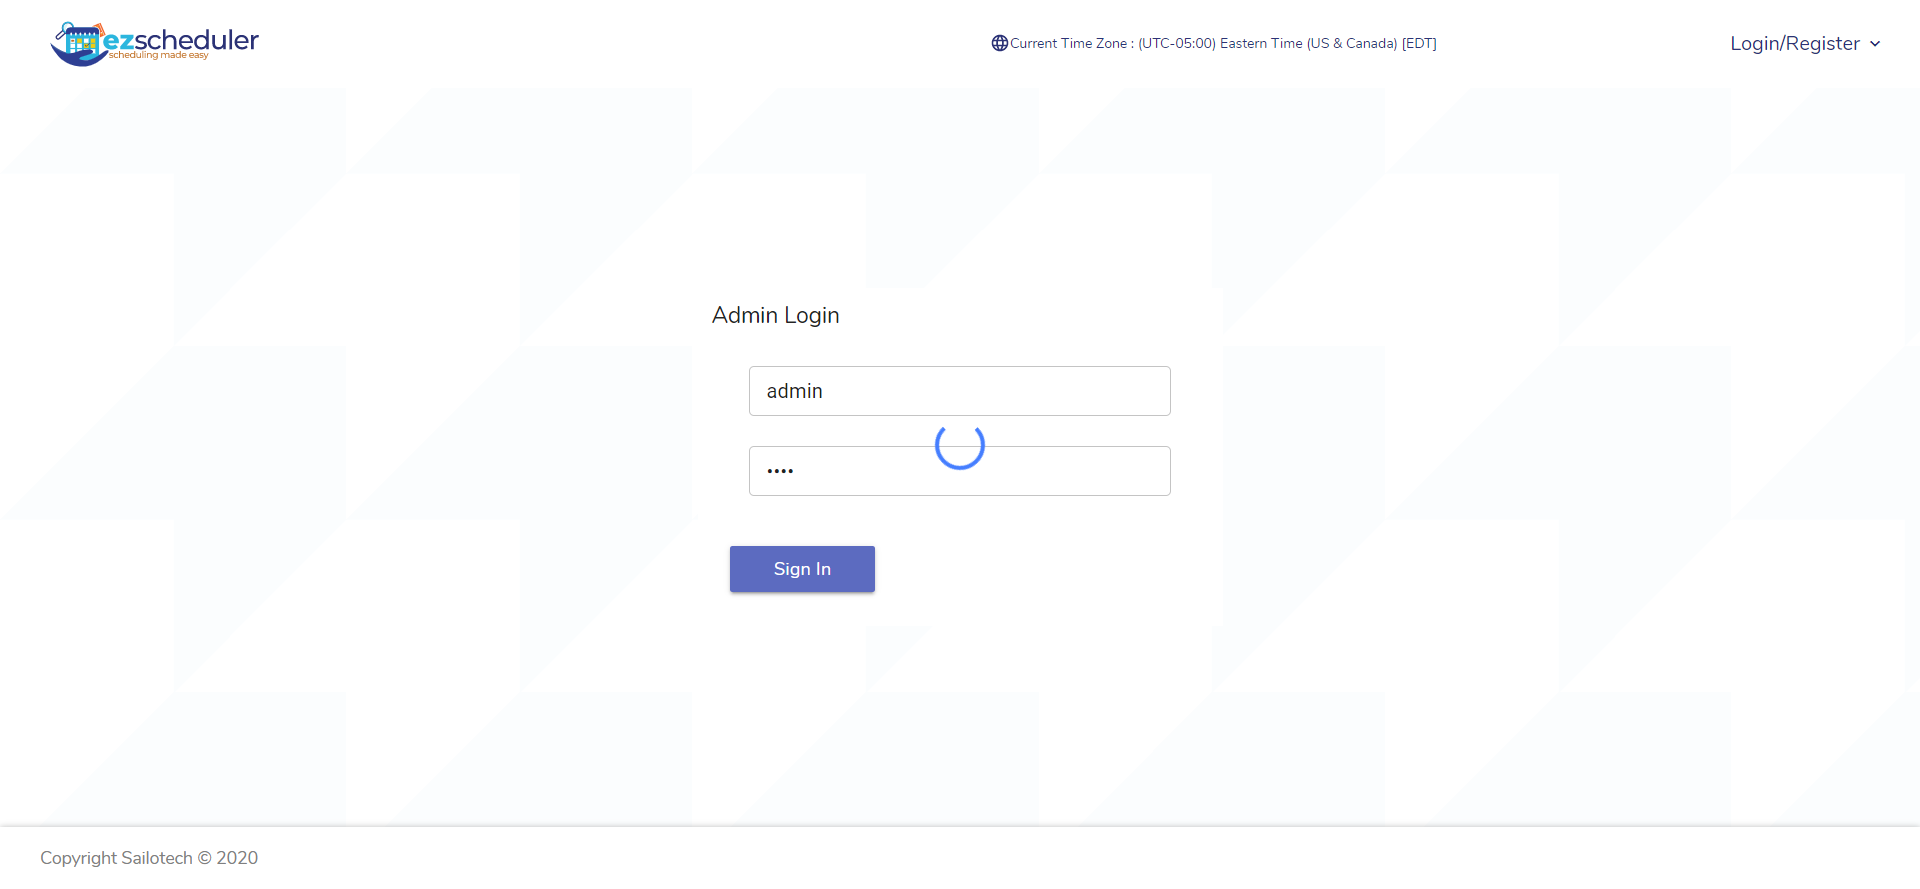 ezscheduler
scheduling made easy
Current Time Zone : (UTC-05:00) Eastern Time (US & Canada) [EDT]
Login/Register
Admin Login
admin
••••
Sign In
Copyright Sailotech © 2020